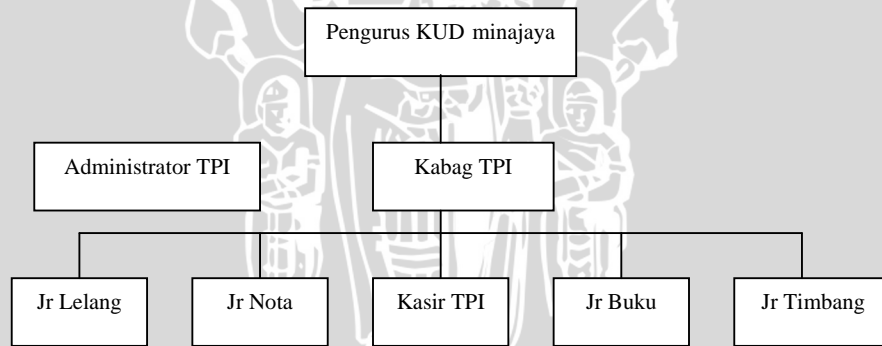 Pengurus KUD minajaya
Administrator TPI
Kabag TPI
Jr Lelang
Jr Nota
Kasir TPI
Jr Buku
Jr Timbang